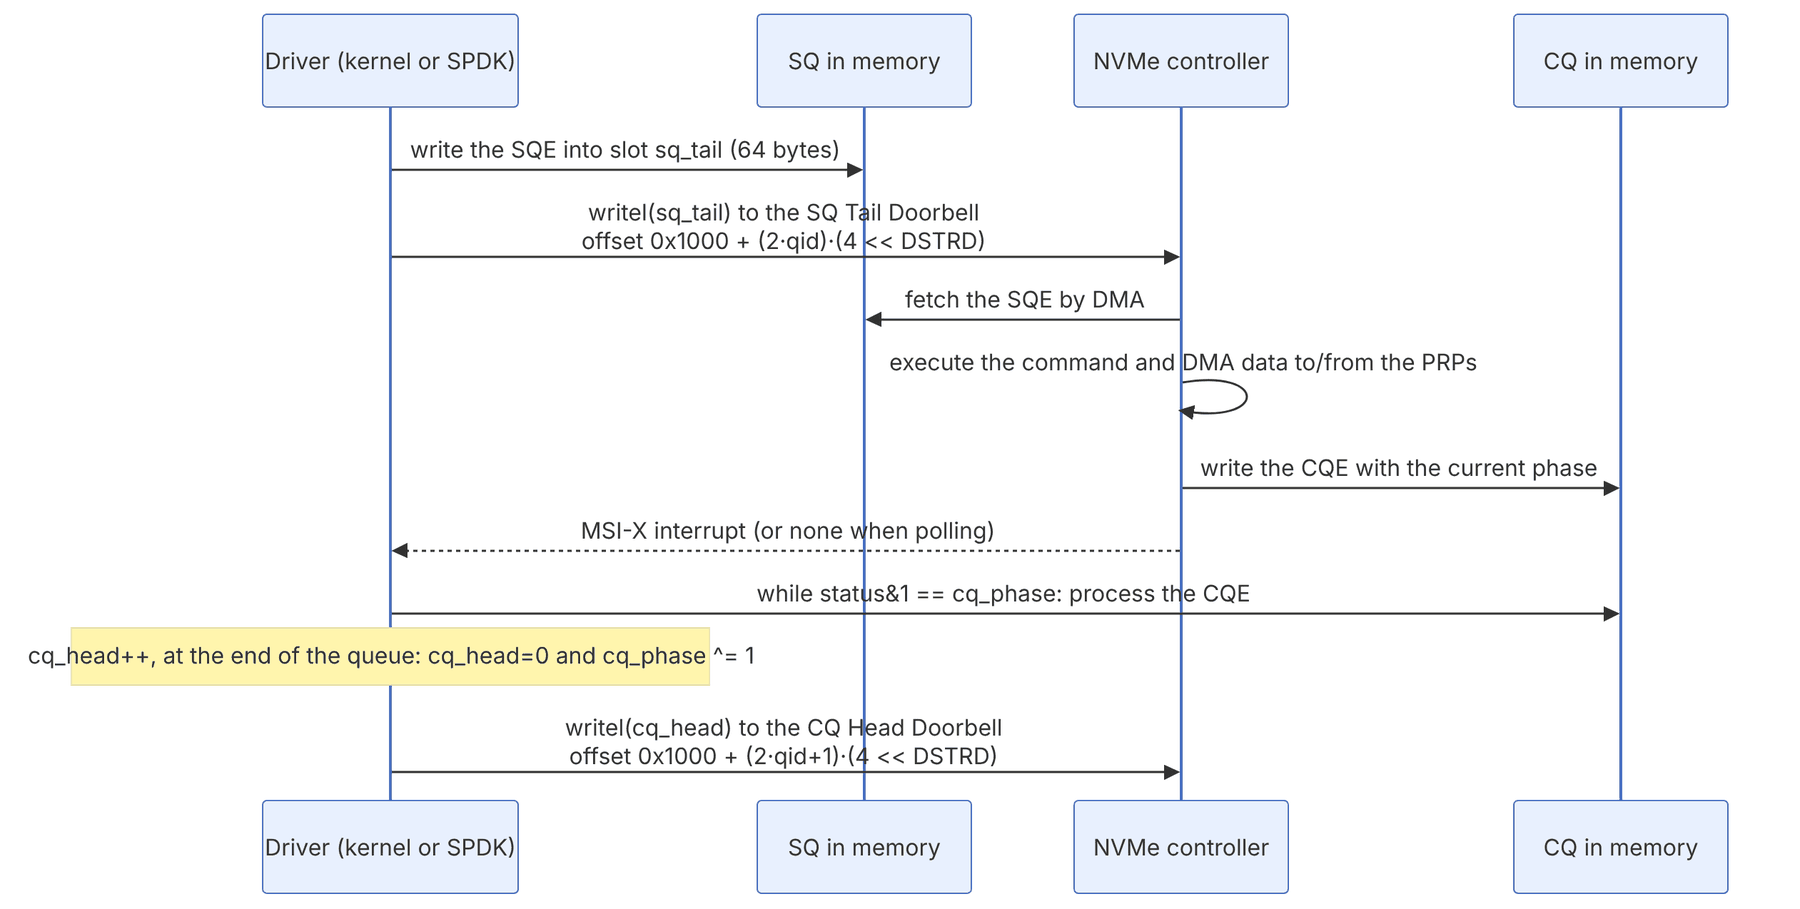 Driver (kernel or SPDK)
SQ in memory
NVMe controller
CQ in memory
write the SQE into slot sq_tail (64 bytes)
writel(sq_tail) to the SQ Tail Doorbell
offset 0x1000 + (2·qid)·(4 << DSTRD)
fetch the SQE by DMA
execute the command and DMA data to/from the PRPs
write the CQE with the current phase
MSI-X interrupt (or none when polling)
while status&1 == cq_phase: process the CQE
cq_head++, at the end of the queue: cq_head=0 and cq_phase ^= 1
writel(cq_head) to the CQ Head Doorbell
offset 0x1000 + (2·qid+1)·(4 << DSTRD)
Driver (kernel or SPDK)
SQ in memory
NVMe controller
CQ in memory